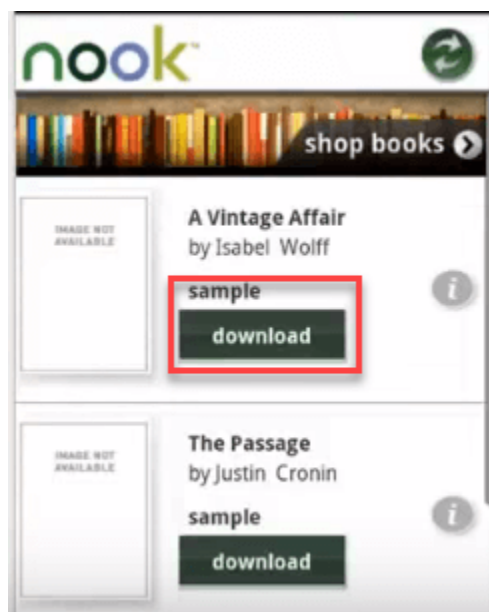 nook™
shop books
IMAGE NOT
AVAILABLE
A Vintage Affair
by Isabel Wolff
sample
download
i
IMAGE NOT
AVAILABLE
The Passage
by Justin Cronin
sample
download
i